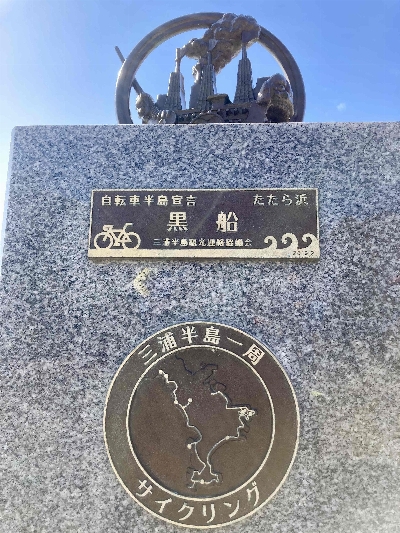 自転車半島宣言 たたら浜
黒船
三浦半島観光連絡協議会
三浦半島一周
サイクリング